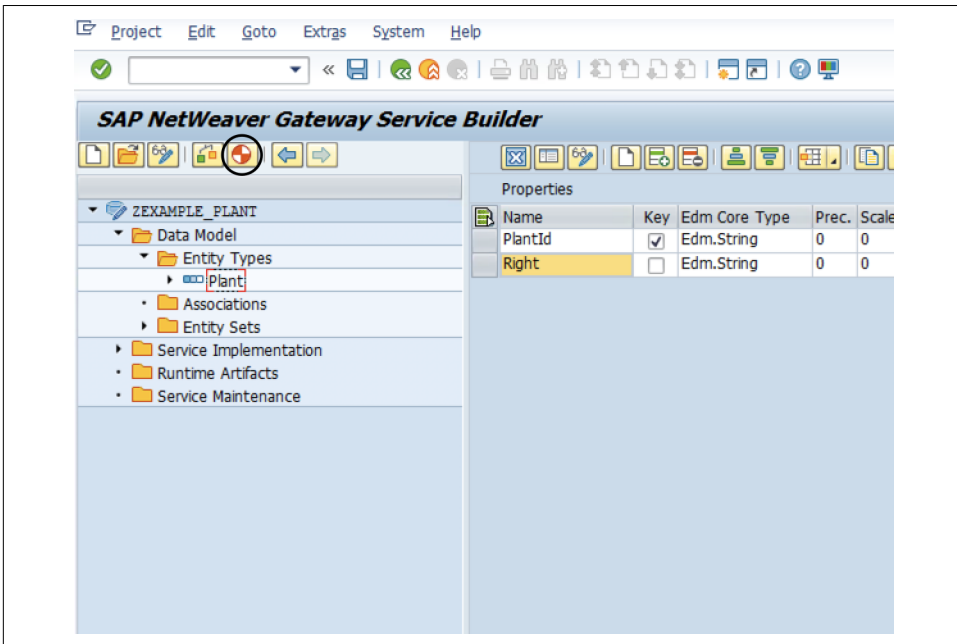 Project Edit Goto Extras System Help
SAP NetWeaver Gateway Service Builder
Properties
ZEXAMPLE_PLANT
Data Model
Entity Types
Plant
Associations
Entity Sets
Service Implementation
Runtime Artifacts
Service Maintenance
Name Key Edm Core Type Prec. Scale
PlantId Edm.String 0 0
Right Edm.String 0 0